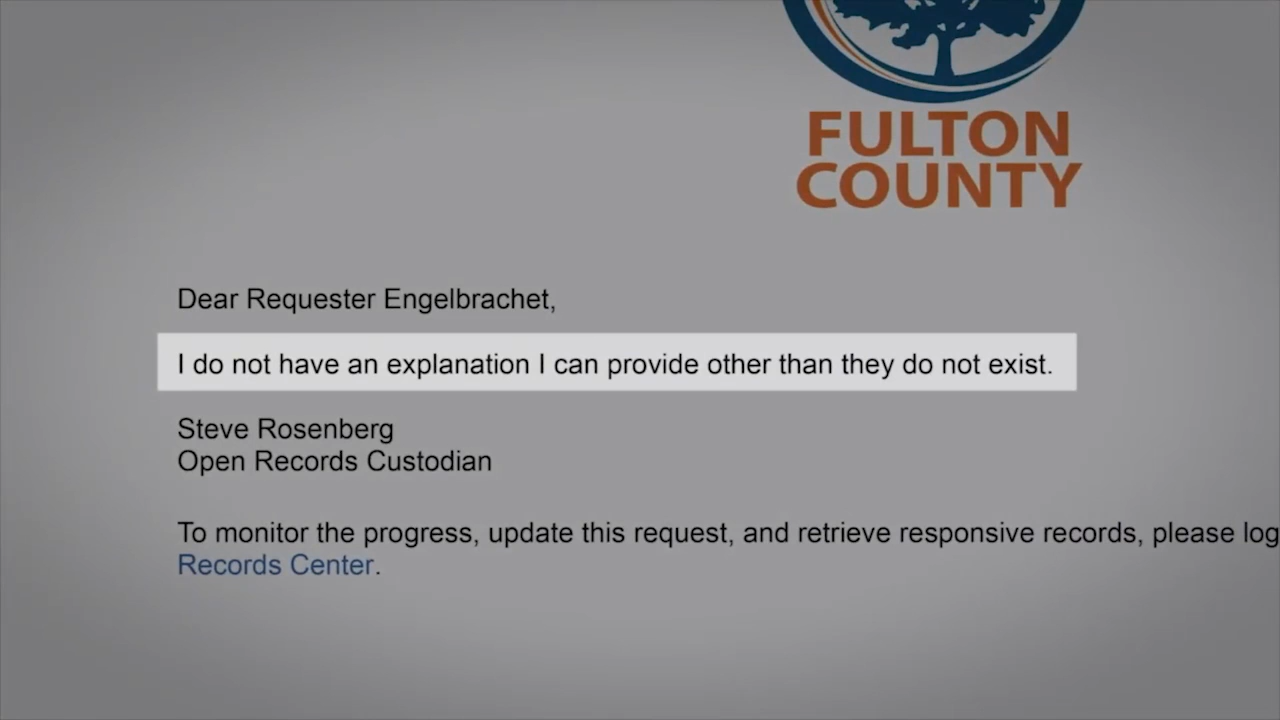 FULTON
COUNTY
Dear Requester Engelbrachet,
I do not have an explanation I can provide other than they do not exist.
Steve Rosenberg
Open Records Custodian
To monitor the progress, update this request, and retrieve responsive records, please log
Records Center.